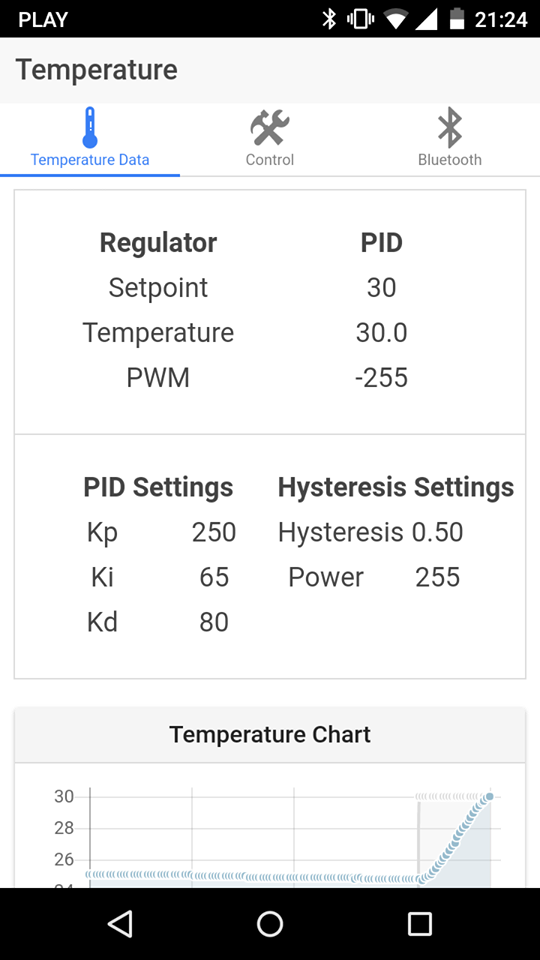 PLAY 21:24
Temperature
Temperature Data Control Bluetooth
Regulator PID
Setpoint 30
Temperature 30.0
PWM -255
PID Settings Hysteresis Settings
Kp 250 Hysteresis 0.50
Ki 65 Power 255
Kd 80
Temperature Chart
30
28
26